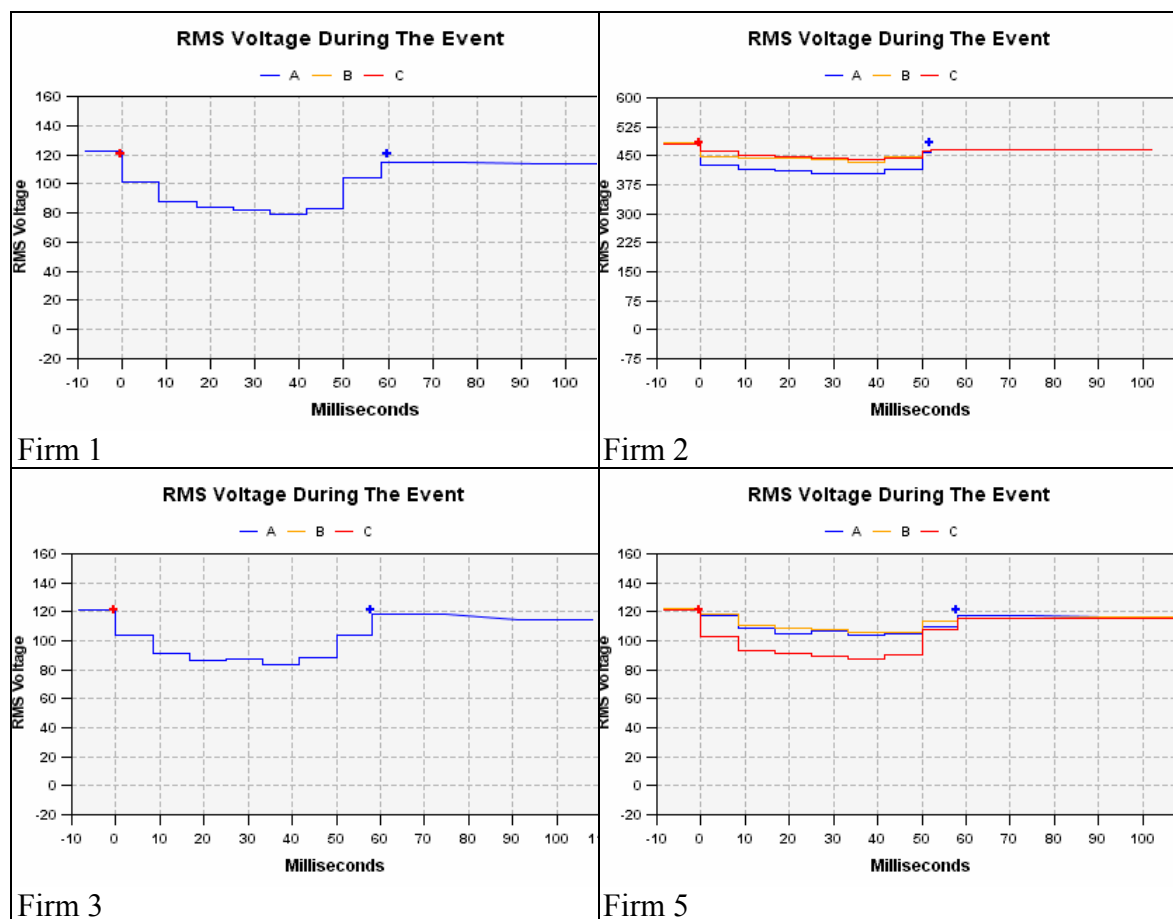 RMS Voltage During The Event
A B C
160
140
120
100
80
60
40
20
0
-20
RMS Voltage
-10 0 10 20 30 40 50 60 70 80 90 100
Milliseconds
Firm 1
RMS Voltage During The Event
A B C
600
525
450
375
300
225
150
75
0
-75
RMS Voltage
-10 0 10 20 30 40 50 60 70 80 90 100
Milliseconds
Firm 2
RMS Voltage During The Event
A B C
160
140
120
100
80
60
40
20
0
-20
RMS Voltage
-10 0 10 20 30 40 50 60 70 80 90 100
Milliseconds
Firm 3
RMS Voltage During The Event
A B C
160
140
120
100
80
60
40
20
0
-20
RMS Voltage
-10 0 10 20 30 40 50 60 70 80 90 100
Milliseconds
Firm 5